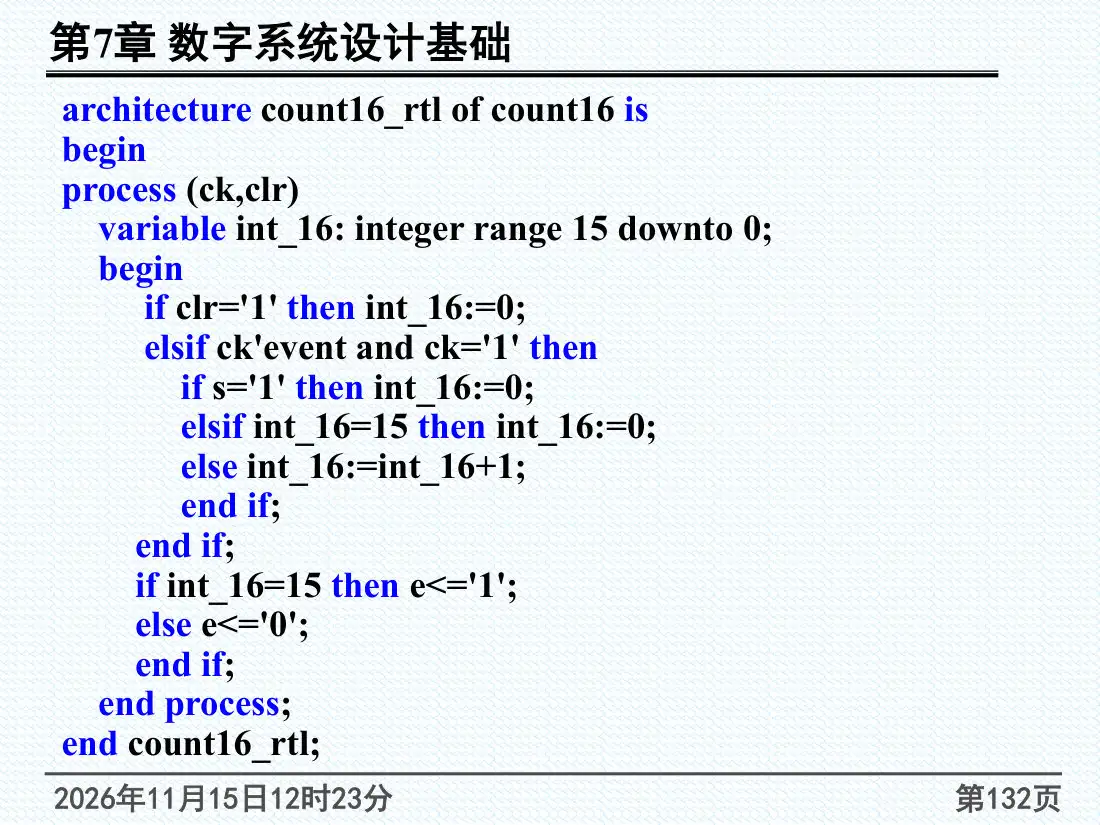 第7章 数字系统设计基础
architecture count16_rtl of count16 is
begin
process (ck,clr)
variable int_16: integer range 15 downto 0;
begin
if clr='1' then int_16:=0;
elsif ck'event and ck='1' then
if s='1' then int_16:=0;
elsif int_16=15 then int_16:=0;
else int_16:=int_16+1;
end if;
end if;
if int_16=15 then e<='1';
else e<='0';
end if;
end process;
end count16_rtl;
2026年11月15日12时23分
第132页